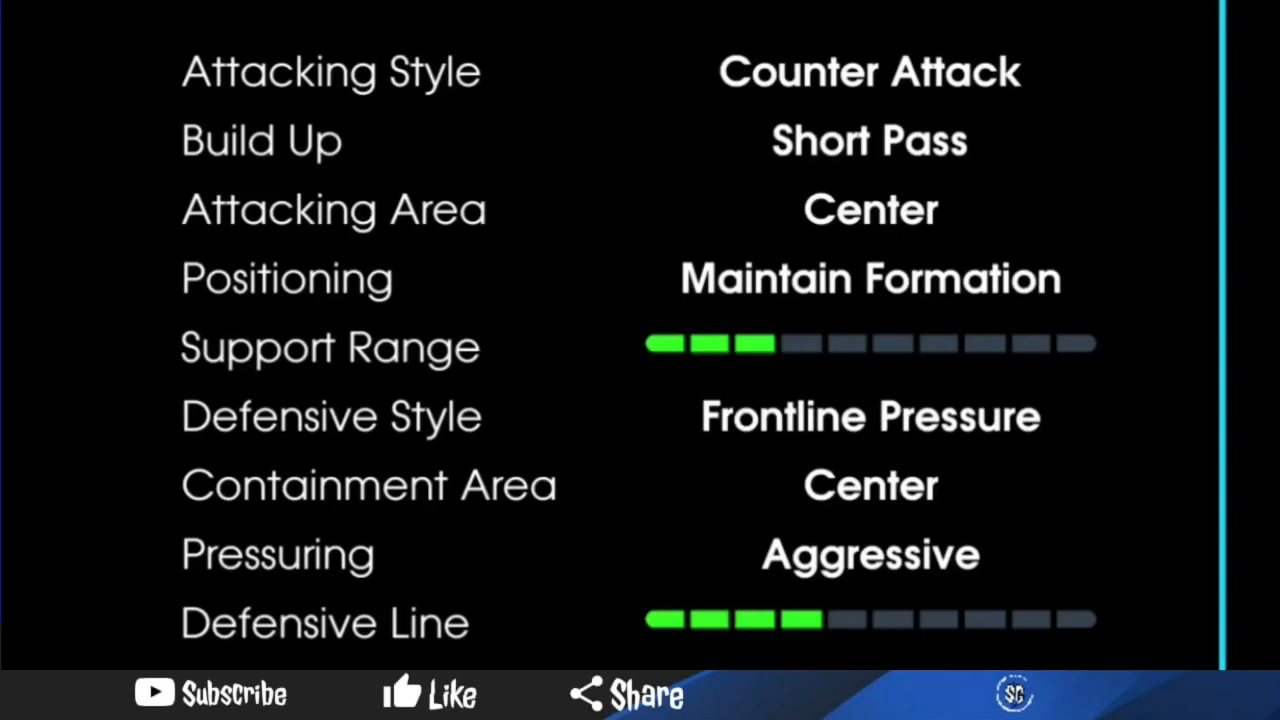 Attacking Style Counter Attack
Build Up Short Pass
Attacking Area Center
Positioning Maintain Formation
Support Range
Defensive Style Frontline Pressure
Containment Area Center
Pressuring Aggressive
Defensive Line
Subscribe Like Share SG